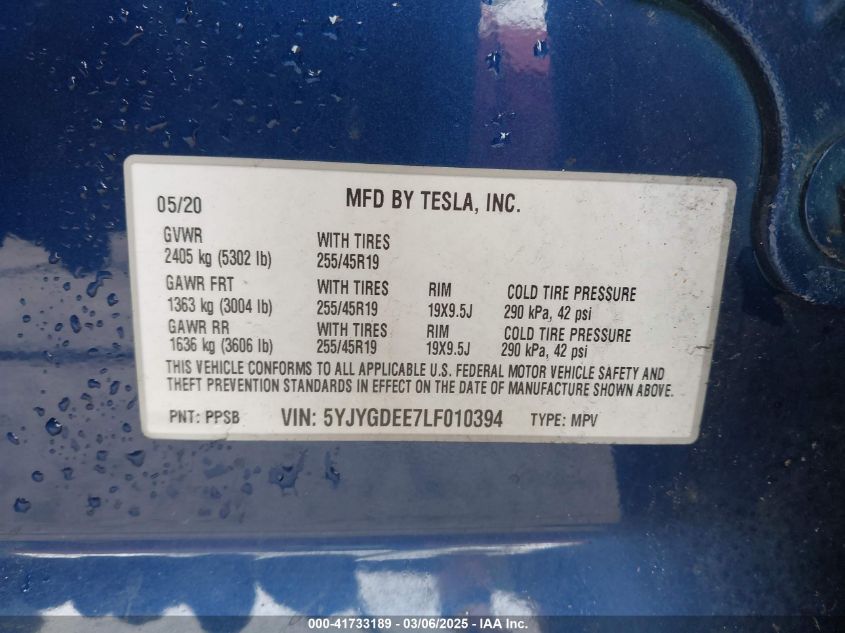 05/20 MFD BY TESLA, INC.
GVWR WITH TIRES
2405 kg (5302 lb) 255/45R19
GAWR FRT WITH TIRES RIM COLD TIRE PRESSURE
1363 kg (3004 lb) 255/45R19 19X9.5J 290 kPa, 42 psi
GAWR RR WITH TIRES RIM COLD TIRE PRESSURE
1636 kg (3606 lb) 255/45R19 19X9.5J 290 kPa, 42 psi
THIS VEHICLE CONFORMS TO ALL APPLICABLE U.S. FEDERAL MOTOR VEHICLE SAFETY AND
THEFT PREVENTION STANDARDS IN EFFECT ON THE DATE OF MANUFACTURE SHOWN ABOVE.
PNT: PPSB VIN: 5YJYGDEE7LF010394 TYPE: MPV
000-41733189 - 03/06/2025 - IAA Inc.